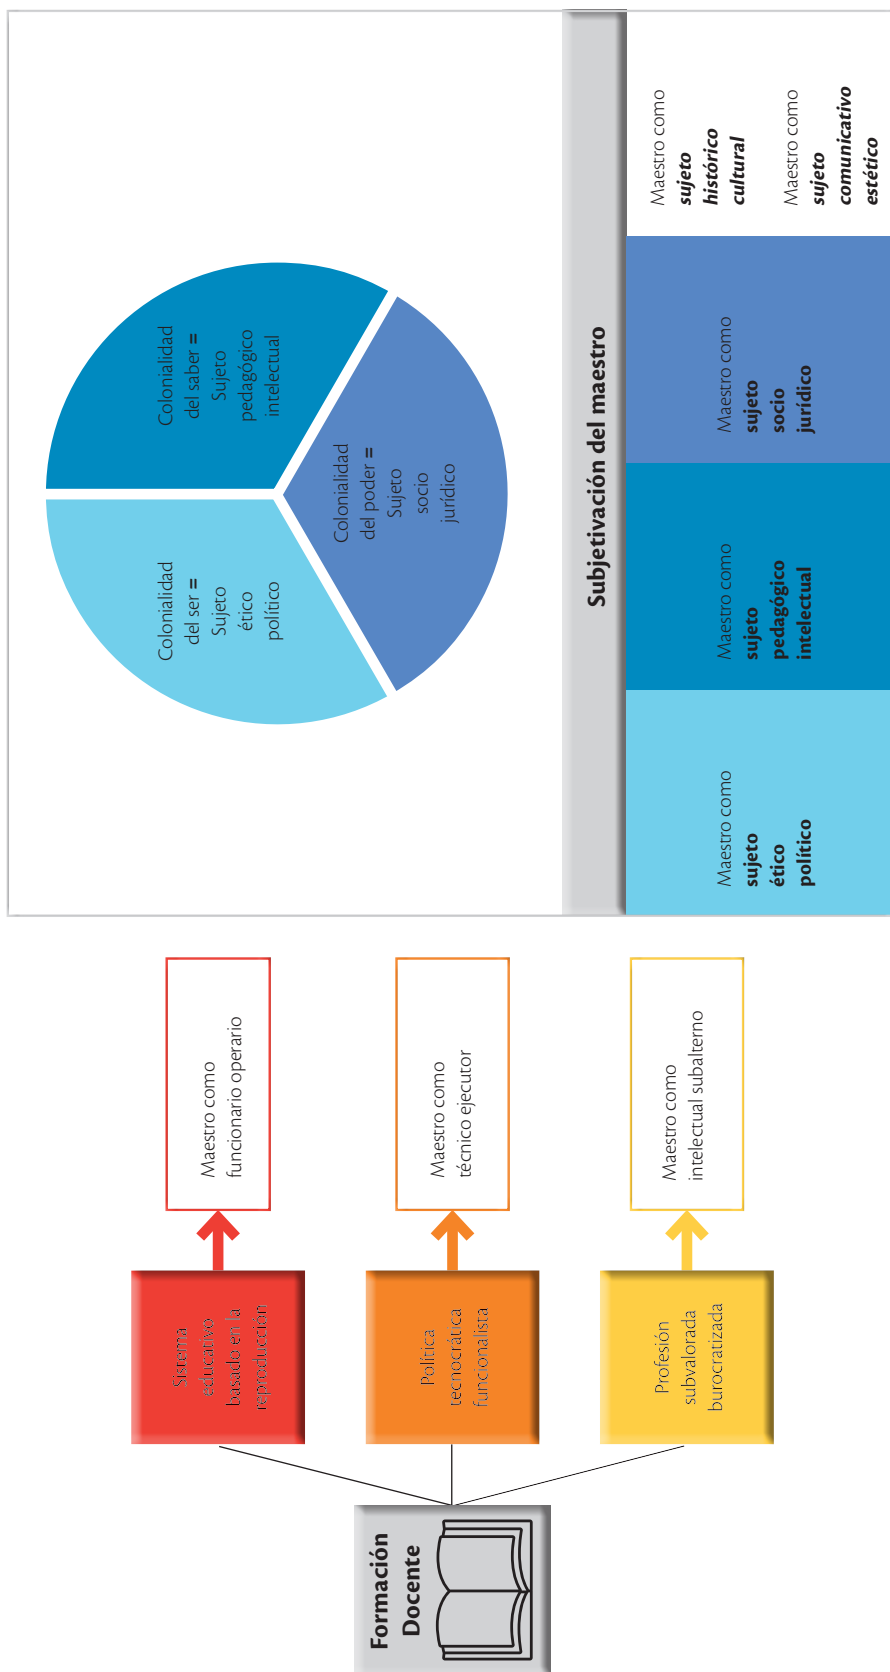 Formación
Docente
Sistema
educativo
basado en la
reproducción
Maestro como
funcionario operario
Política
tecnocrática
funcionalista
Maestro como
técnico ejecutor
Profesión
subvalorada
burocratizada
Maestro como
intelectual subalterno
Colonialidad
del ser =
Sujeto
ético
político
Colonialidad
del saber =
Sujeto
pedagógico
intelectual
Colonialidad
del poder =
Sujeto
socio
jurídico
Subjetivación del maestro
Maestro como
sujeto
ético
político
Maestro como
sujeto
pedagógico
intelectual
Maestro como
sujeto
socio
jurídico
Maestro como
sujeto
histórico
cultural
Maestro como
sujeto
comunicativo
estético